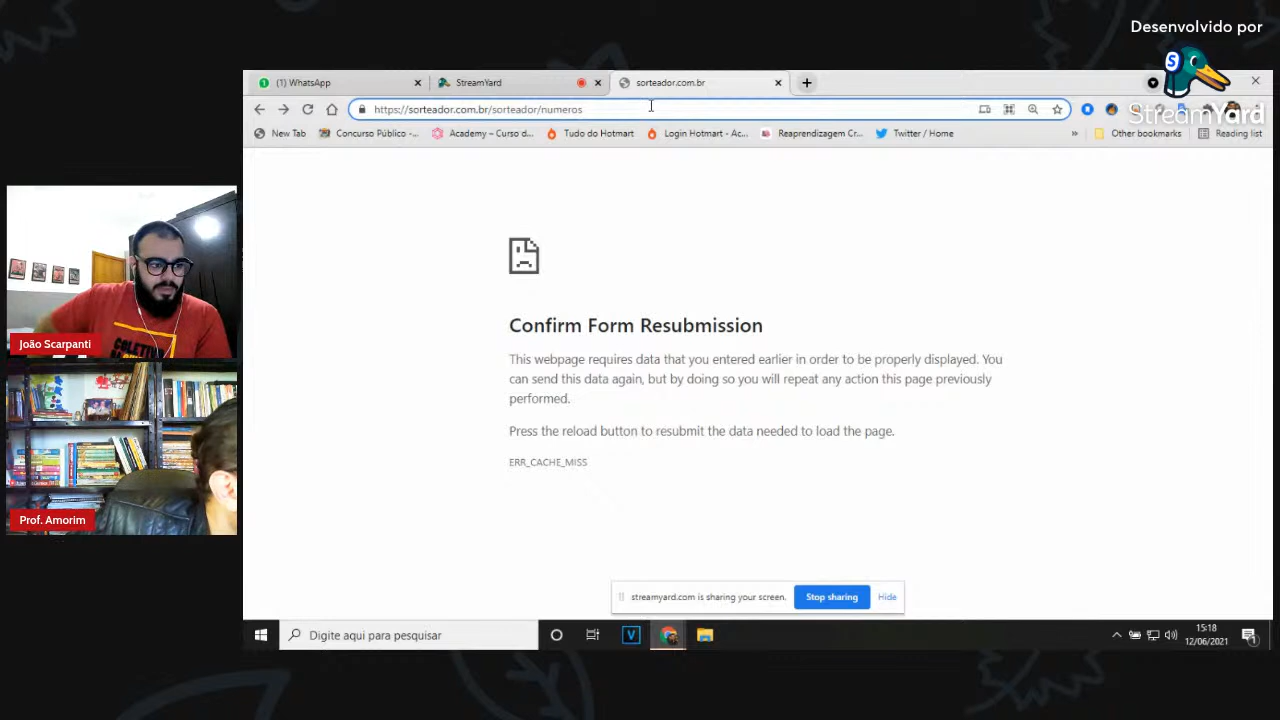 Desenvolvido por
StreamYard
(1) WhatsApp
StreamYard
sorteador.com.br
https://sorteador.com.br/sorteador/numeros
New Tab
Concurso Público -...
Academy – Curso d...
Tudo do Hotmart
Login Hotmart - Ac...
Reaprendizagem Cr...
Twitter / Home
»
Other bookmarks
Reading list
Confirm Form Resubmission
This webpage requires data that you entered earlier in order to be properly displayed. You
can send this data again, but by doing so you will repeat any action this page previously
performed.
Press the reload button to resubmit the data needed to load the page.
ERR_CACHE_MISS
João Scarpanti
Prof. Amorim
streamyard.com is sharing your screen.
Stop sharing
Hide
Digite aqui para pesquisar
15:18
12/06/2021